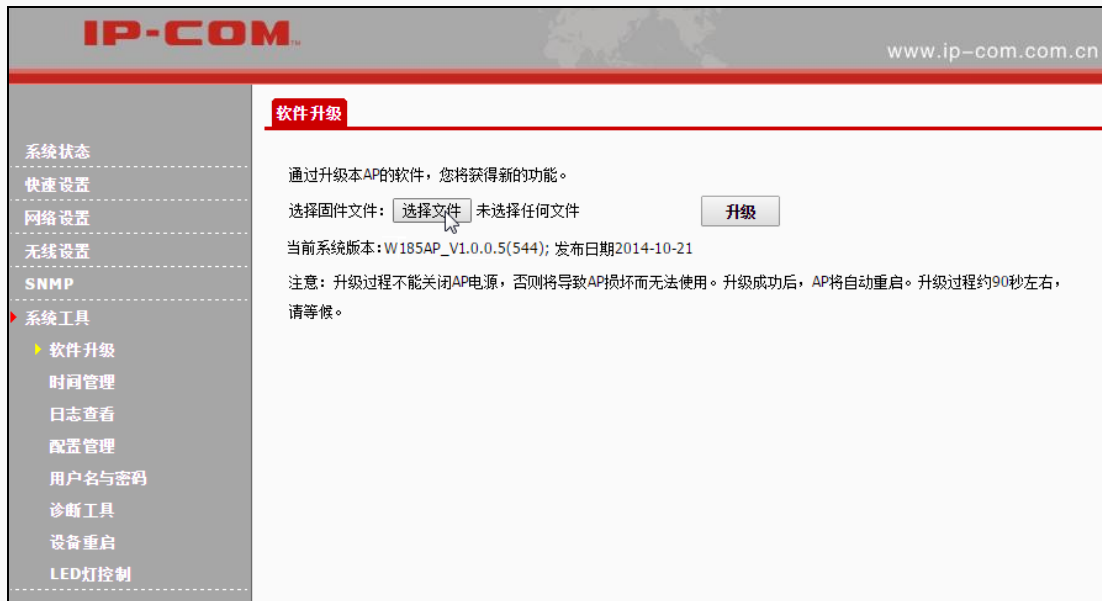 IP-COM
www.ip-com.com.cn
软件升级
系统状态
快速设置
网络设置
无线设置
SNMP
系统工具
软件升级
时间管理
日志查看
配置管理
用户名与密码
诊断工具
设备重启
LED灯控制
通过升级本AP的软件，您将获得新的功能。
选择固件文件： 选择文件 未选择任何文件 升级
当前系统版本:W185AP_V1.0.0.5(544); 发布日期2014-10-21
注意：升级过程不能关闭AP电源，否则将导致AP损坏而无法使用。升级成功后，AP将自动重启。升级过程约90秒左右，
请等候。